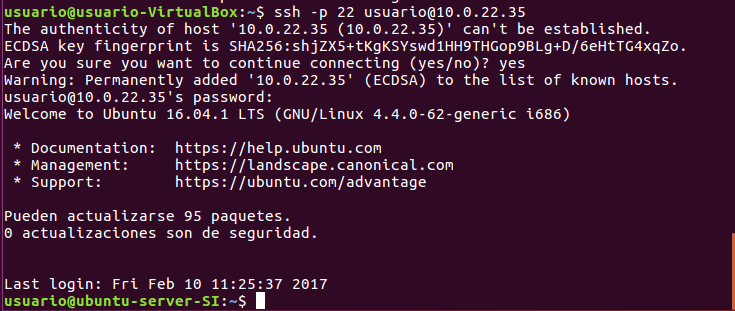 usuario@usuario-VirtualBox:~$ ssh -p 22 usuario@10.0.22.35
The authenticity of host '10.0.22.35 (10.0.22.35)' can't be established.
ECDSA key fingerprint is SHA256:shjZX5+tKgKSYswd1HH9THGop9BLg+D/6eHtTG4xqZo.
Are you sure you want to continue connecting (yes/no)? yes
Warning: Permanently added '10.0.22.35' (ECDSA) to the list of known hosts.
usuario@10.0.22.35's password:
Welcome to Ubuntu 16.04.1 LTS (GNU/Linux 4.4.0-62-generic i686)

 * Documentation:  https://help.ubuntu.com
 * Management:     https://landscape.canonical.com
 * Support:        https://ubuntu.com/advantage

Pueden actualizarse 95 paquetes.
0 actualizaciones son de seguridad.

Last login: Fri Feb 10 11:25:37 2017
usuario@ubuntu-server-SI:~$